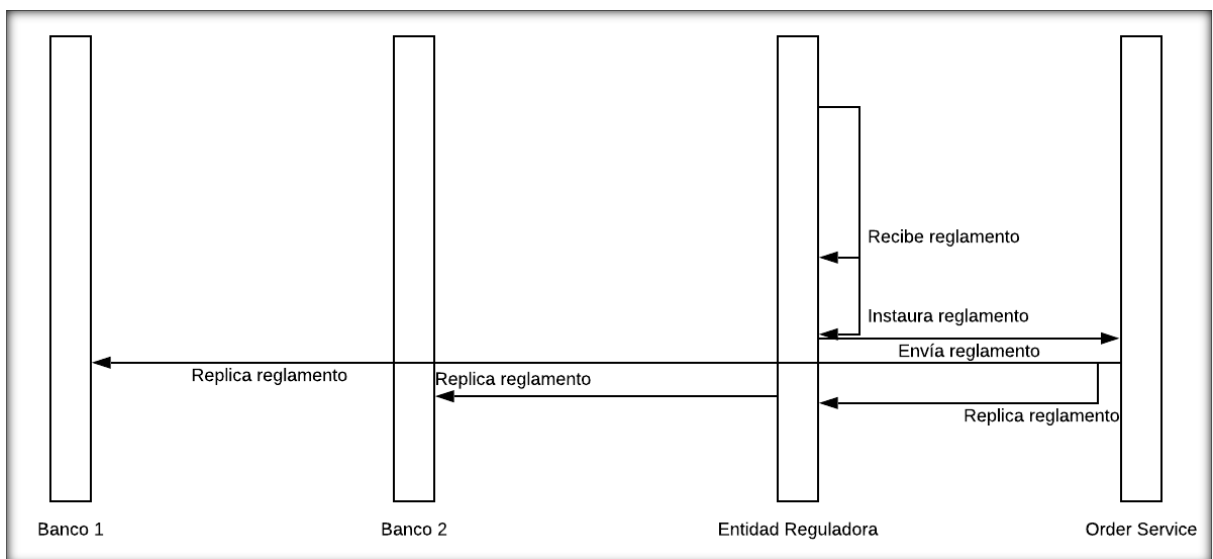 Recibe reglamento
Instaura reglamento
Envía reglamento
Replica reglamento
Replica reglamento
Replica reglamento
Banco 1
Banco 2
Entidad Reguladora
Order Service